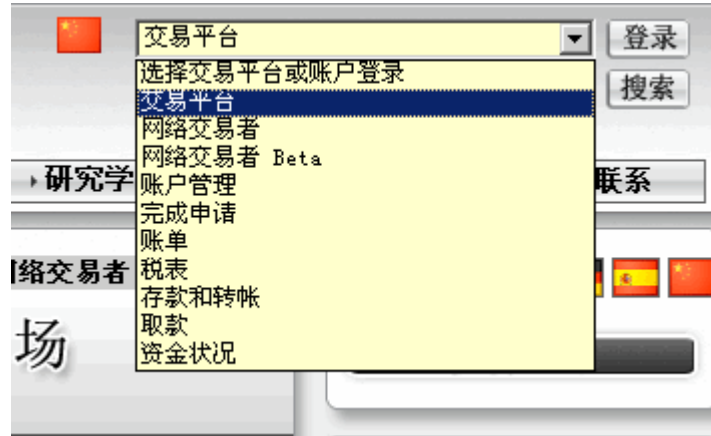 交易平台
登录
选择交易平台或账户登录
搜索
交易平台
网络交易者
网络交易者 Beta
研究学
联系
账户管理
完成申请
账单
络交易者
税表
存款和转帐
场
取款
资金状况